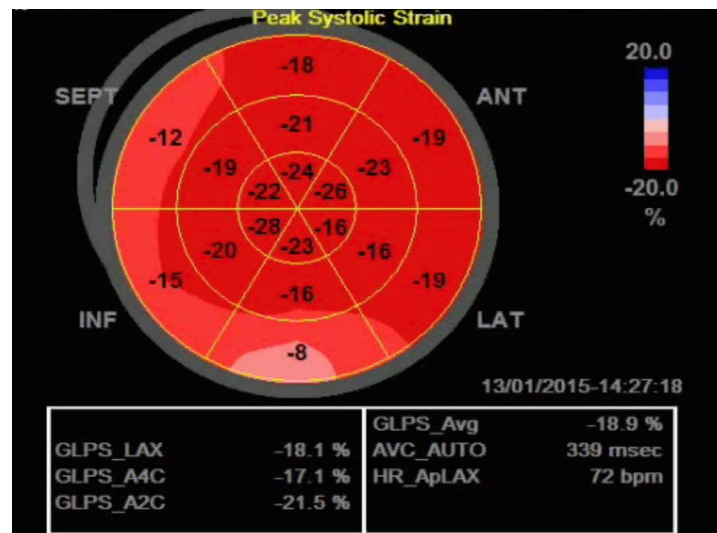 Peak Systolic Strain
20.0
-18
SEPT
ANT
-12
-21
-19
-19
-24
-23
-22
-26
-20.0
%
-28
-16
-20
-23
-16
-15
-16
-19
INF
LAT
-8
13/01/2015-14:27:18
GLPS_Avg -18.9 %
GLPS_LAX -18.1 % AVC_AUTO 339 msec
GLPS_A4C -17.1 % HR_ApLAX 72 bpm
GLPS_A2C -21.5 %